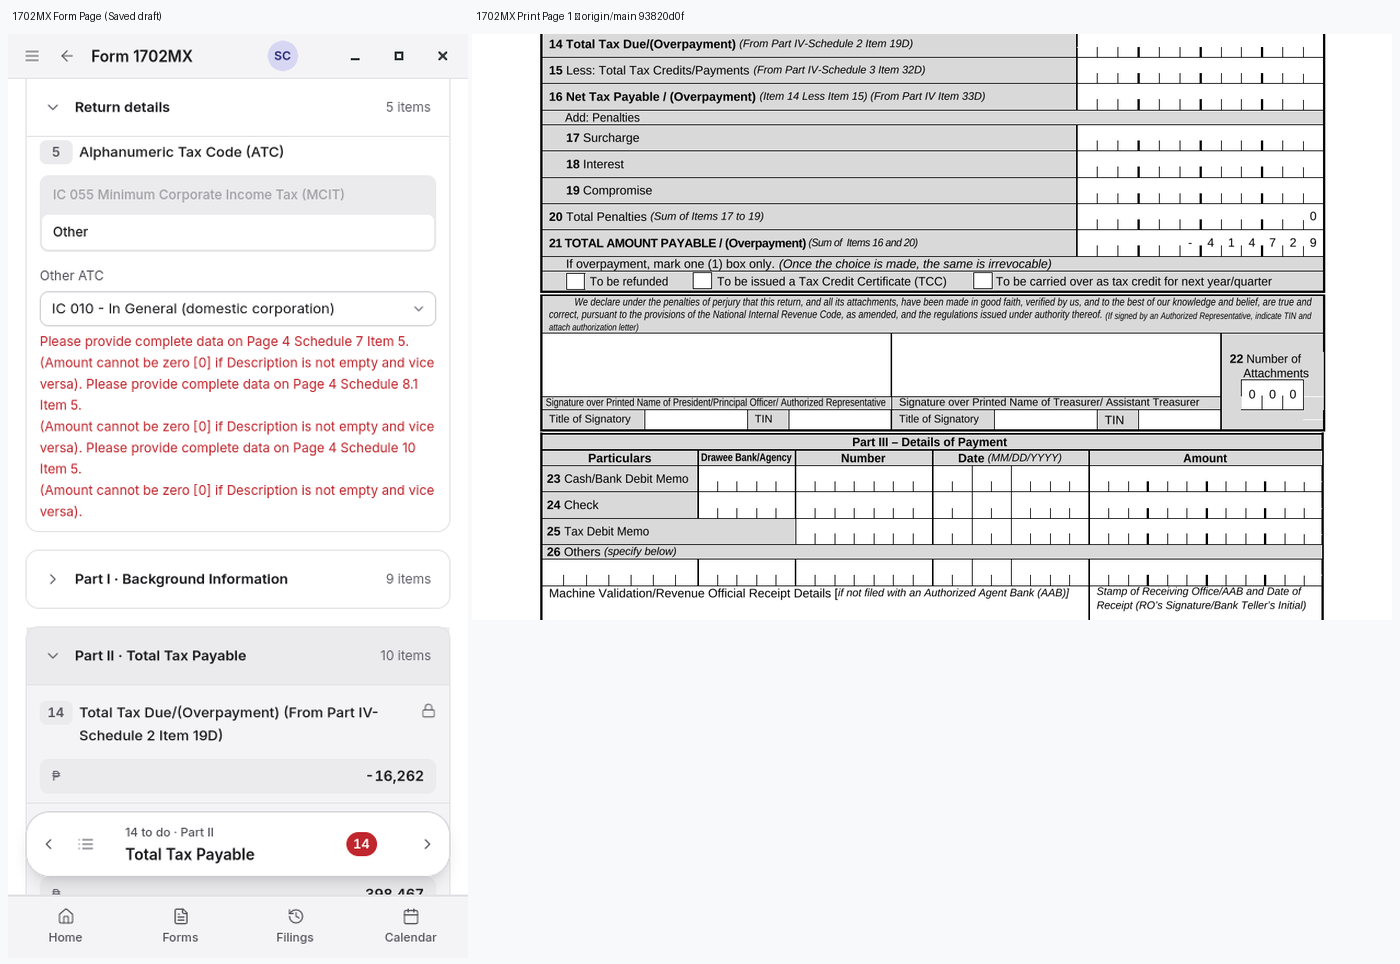 1702MX Form Page (Saved draft)
Form 1702MX
SC
Return details
5 items
5 Alphanumeric Tax Code (ATC)
IC 055 Minimum Corporate Income Tax (MCIT)
Other
Other ATC
IC 010 - In General (domestic corporation)
Please provide complete data on Page 4 Schedule 7 Item 5.
(Amount cannot be zero [0] if Description is not empty and vice
versa). Please provide complete data on Page 4 Schedule 8.1
Item 5.
(Amount cannot be zero [0] if Description is not empty and vice
versa). Please provide complete data on Page 4 Schedule 10
Item 5.
(Amount cannot be zero [0] if Description is not empty and vice
versa).
Part I · Background Information
9 items
Part II · Total Tax Payable
10 items
14 Total Tax Due/(Overpayment) (From Part IV-
Schedule 2 Item 19D)
₱ -16,262
14 to do · Part II
Total Tax Payable
14
₱ 398,467
Home
Forms
Filings
Calendar
1702MX Print Page 1 origin/main 93820d0f
14 Total Tax Due/(Overpayment) (From Part IV-Schedule 2 Item 19D)
15 Less: Total Tax Credits/Payments (From Part IV-Schedule 3 Item 32D)
16 Net Tax Payable / (Overpayment) (Item 14 Less Item 15) (From Part IV Item 33D)
Add: Penalties
17 Surcharge
18 Interest
19 Compromise
20 Total Penalties (Sum of Items 17 to 19)
0
21 TOTAL AMOUNT PAYABLE / (Overpayment) (Sum of Items 16 and 20)
- 4 1 4 7 2 9
If overpayment, mark one (1) box only. (Once the choice is made, the same is irrevocable)
To be refunded
To be issued a Tax Credit Certificate (TCC)
To be carried over as tax credit for next year/quarter
We declare under the penalties of perjury that this return, and all its attachments, have been made in good faith, verified by us, and to the best of our knowledge and belief, are true and
correct, pursuant to the provisions of the National Internal Revenue Code, as amended, and the regulations issued under authority thereof. (If signed by an Authorized Representative, indicate TIN and
attach authorization letter)
22 Number of
Attachments
0 0 0
Signature over Printed Name of President/Principal Officer/ Authorized Representative
Signature over Printed Name of Treasurer/ Assistant Treasurer
Title of Signatory
TIN
Title of Signatory
TIN
Part III – Details of Payment
Particulars
Drawee Bank/Agency
Number
Date (MM/DD/YYYY)
Amount
23 Cash/Bank Debit Memo
24 Check
25 Tax Debit Memo
26 Others (specify below)
Machine Validation/Revenue Official Receipt Details [if not filed with an Authorized Agent Bank (AAB)]
Stamp of Receiving Office/AAB and Date of
Receipt (RO's Signature/Bank Teller's Initial)